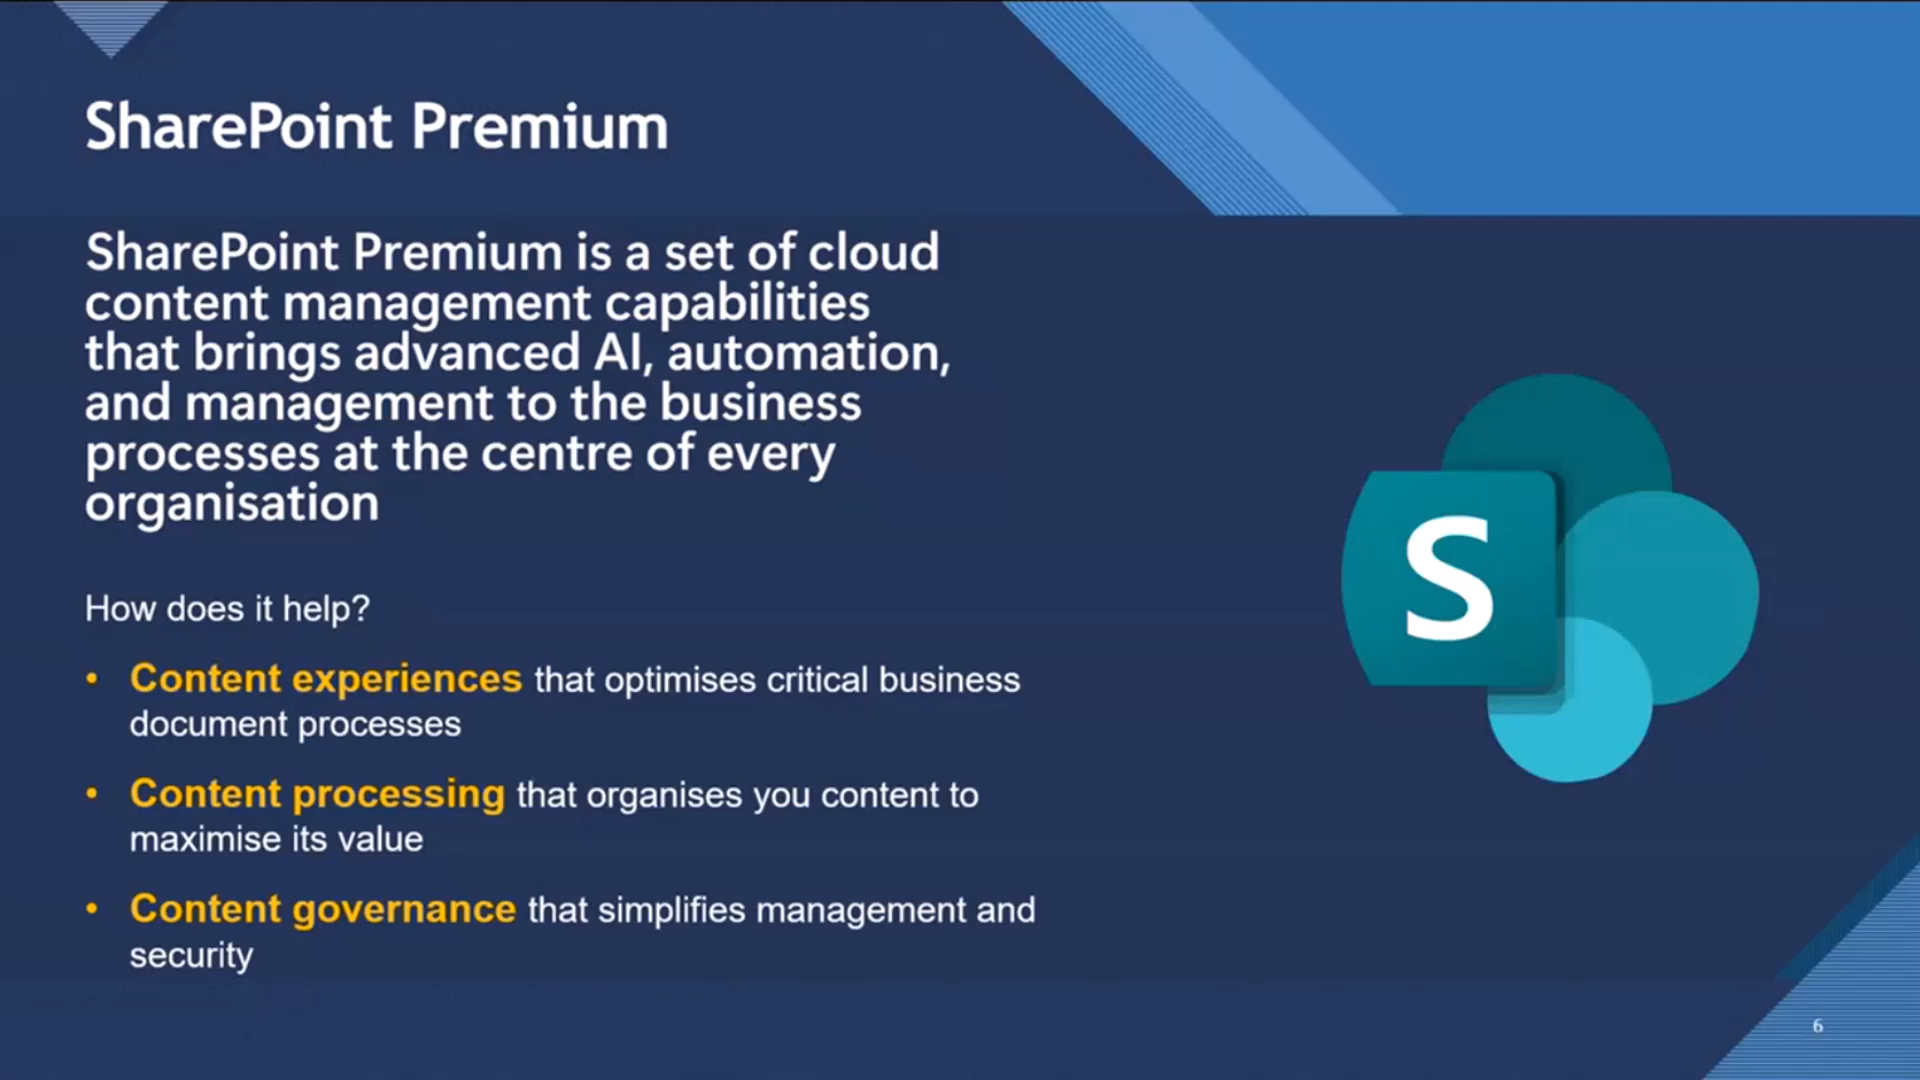 SharePoint Premium
SharePoint Premium is a set of cloud
content management capabilities
that brings advanced AI, automation,
and management to the business
processes at the centre of every
organisation
How does it help?
• Content experiences that optimises critical business
document processes
• Content processing that organises you content to
maximise its value
• Content governance that simplifies management and
security
S
6